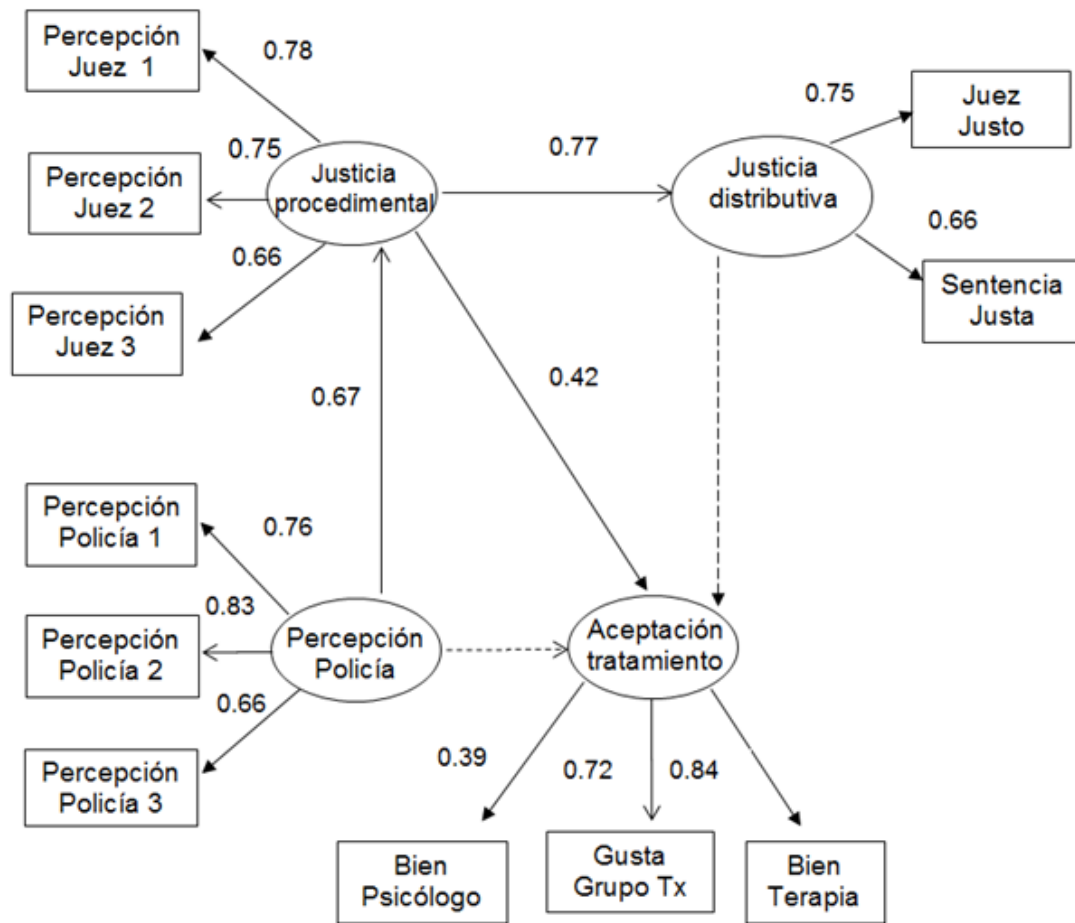 Percepción
Juez 1
0.78
0.75
Juez
Justo
Percepción
Juez 2
0.75
Justicia
procedimental
0.77
Justicia
distributiva
0.66
0.66
Percepción
Juez 3
Sentencia
Justa
0.67
0.42
Percepción
Policía 1
0.76
0.83
Percepción
Policía 2
Percepción
Policía
Aceptación
tratamiento
0.66
Percepción
Policía 3
0.39
0.72
0.84
Bien
Psicólogo
Gusta
Grupo Tx
Bien
Terapia